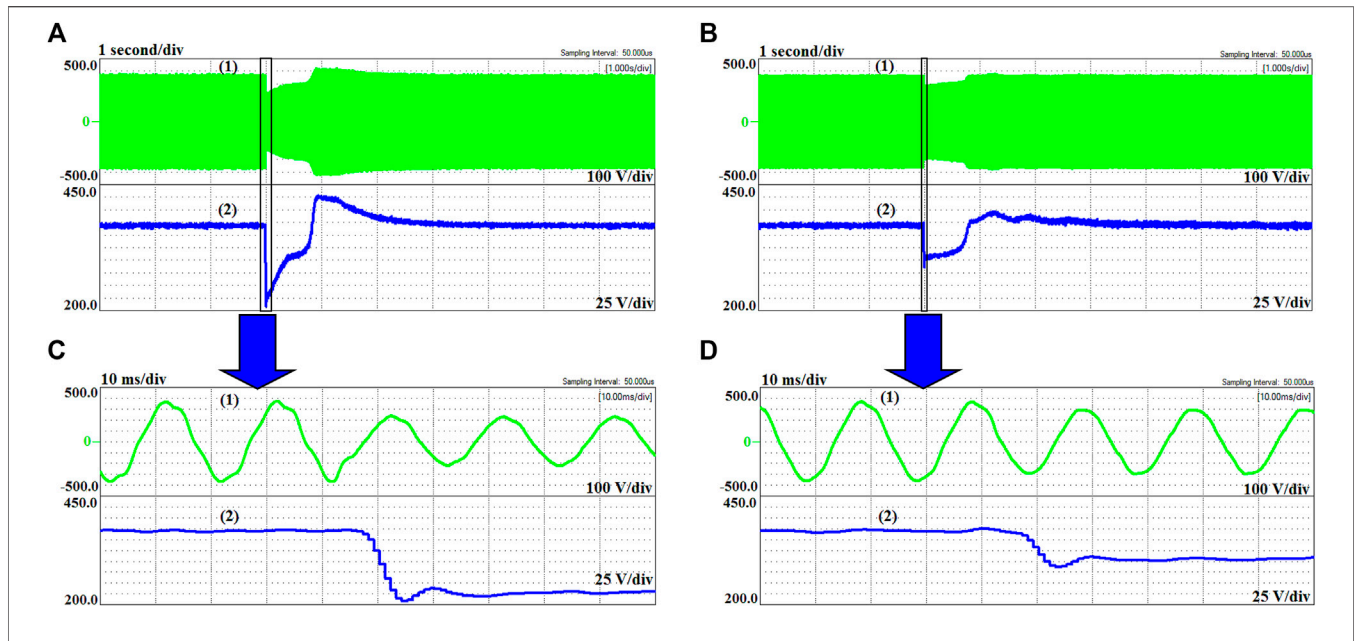 A
1 second/div
Sampling Interval: 50.000us
500.0
(1)
[1.000s/div]
0
-500.0
100 V/div
450.0
(2)
200.0
25 V/div
B
1 second/div
Sampling Interval: 50.000us
500.0
(1)
[1.000s/div]
0
-500.0
100 V/div
450.0
(2)
200.0
25 V/div
C
10 ms/div
Sampling Interval: 50.000us
500.0
(1)
[10.00ms/div]
0
-500.0
100 V/div
450.0
(2)
200.0
25 V/div
D
10 ms/div
Sampling Interval: 50.000us
500.0
(1)
[10.00ms/div]
0
-500.0
100 V/div
450.0
(2)
200.0
25 V/div